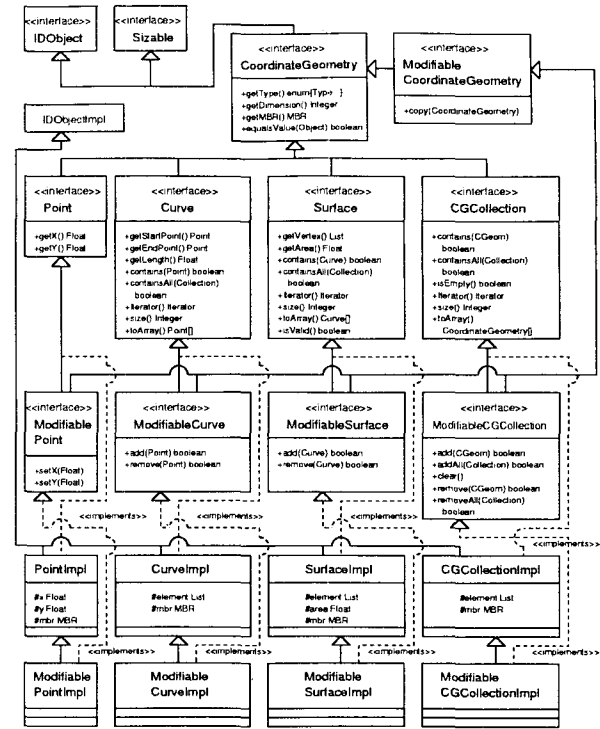 <<interface>>
IDObject
<<interface>>
Sizable
<<interface>>
CoordinateGeometry
+getType() enum{Type }
+getDimension() Integer
+getMBR() MBR
+equalsValue(Object) boolean
<<interface>>
Modifiable
CoordinateGeometry
+copy(CoordinateGeometry)
IDObjectImpl
<<interface>>
Point
+getX() Float
+getY() Float
<<interface>>
Curve
+getStartPoint() Point
+getEndPoint() Point
+getLength() Float
+contains(Point) boolean
+containsAll(Collection)
boolean
+iterator() Iterator
+size() Integer
+toArray() Point[]
<<interface>>
Surface
+getVertex() List
+getArea() Float
+contains(Curve) boolean
+containsAll(Collection)
boolean
+iterator() Iterator
+size() Integer
+toArray() Curve[]
+isValid() boolean
<<interface>>
CGCollection
+contains(CGeom)
boolean
+containsAll(Collection)
boolean
+isEmpty() boolean
+iterator() Iterator
+size() Integer
+toArray()
CoordinateGeometry[]
<<interface>>
Modifiable
Point
+setX(Float)
+setY(Float)
<<interface>>
ModifiableCurve
+add(Point) boolean
+remove(Point) boolean
<<interface>>
ModifiableSurface
+add(Curve) boolean
+remove(Curve) boolean
<<interface>>
ModifiableCGCollection
+add(CGeom) boolean
+addAll(Collection) boolean
+clear()
+remove(CGeom) boolean
+removeAll(Collection)
boolean
<<implements>>
<<implements>>
<<implements>>
<<implements>>
PointImpl
#x Float
#y Float
#mbr MBR
CurveImpl
#element List
#mbr MBR
SurfaceImpl
#element List
#area Float
#mbr MBR
CGCollectionImpl
#element List
#mbr MBR
<<implements>>
<<implements>>
<<implements>>
<<implements>>
Modifiable
PointImpl
Modifiable
CurveImpl
Modifiable
SurfaceImpl
Modifiable
CGCollectionImpl